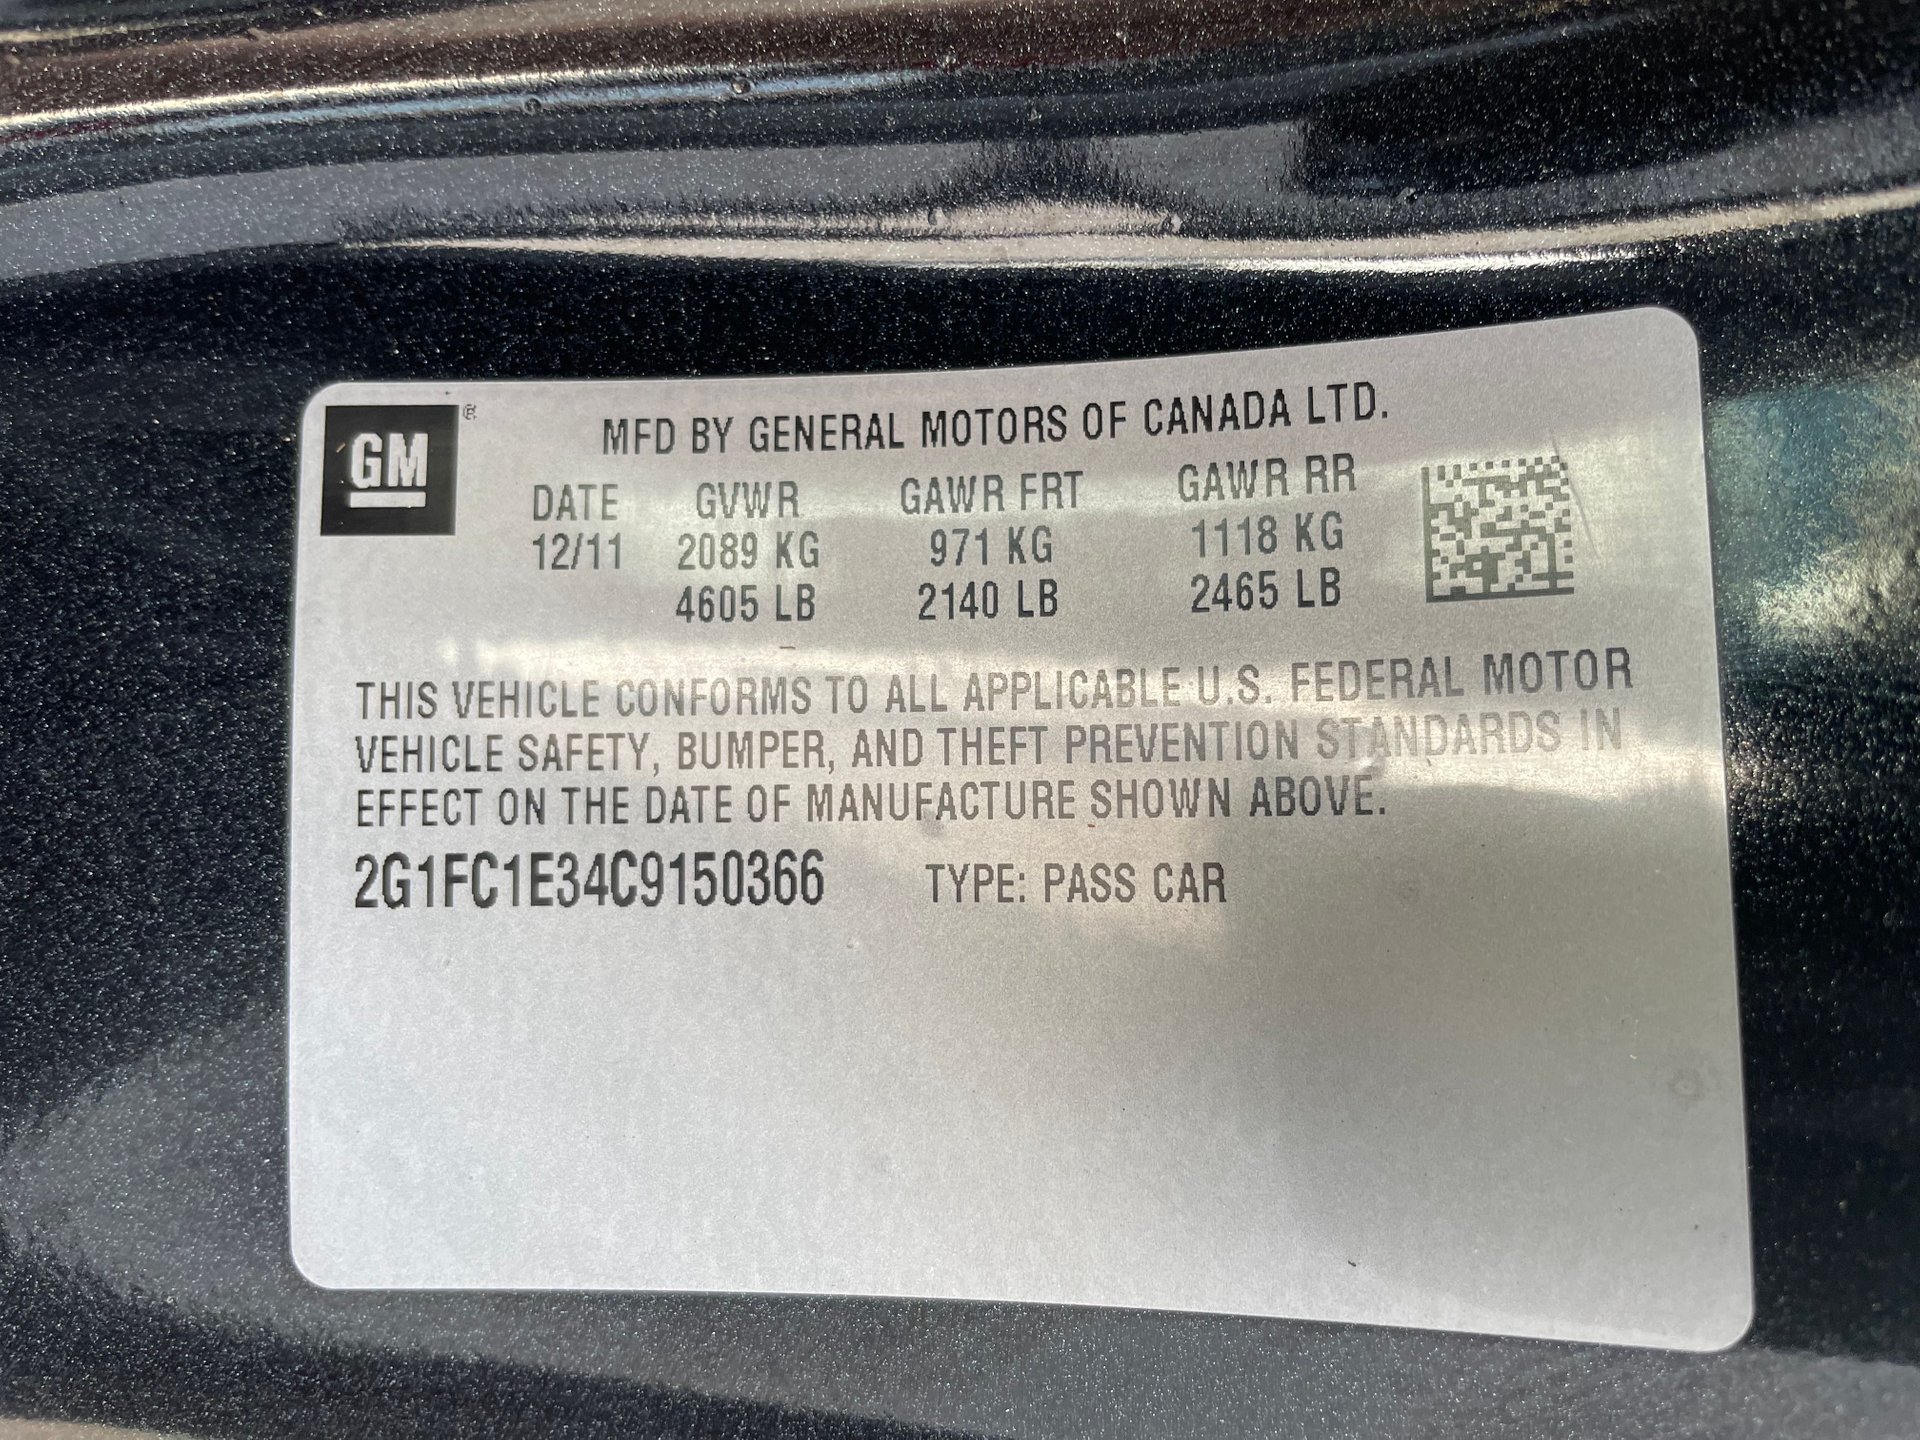 GM ®
MFD BY GENERAL MOTORS OF CANADA LTD.
DATE GVWR GAWR FRT GAWR RR
12/11 2089 KG 971 KG 1118 KG
4605 LB 2140 LB 2465 LB
THIS VEHICLE CONFORMS TO ALL APPLICABLE U.S. FEDERAL MOTOR
VEHICLE SAFETY, BUMPER, AND THEFT PREVENTION STANDARDS IN
EFFECT ON THE DATE OF MANUFACTURE SHOWN ABOVE.
2G1FC1E34C9150366 TYPE: PASS CAR